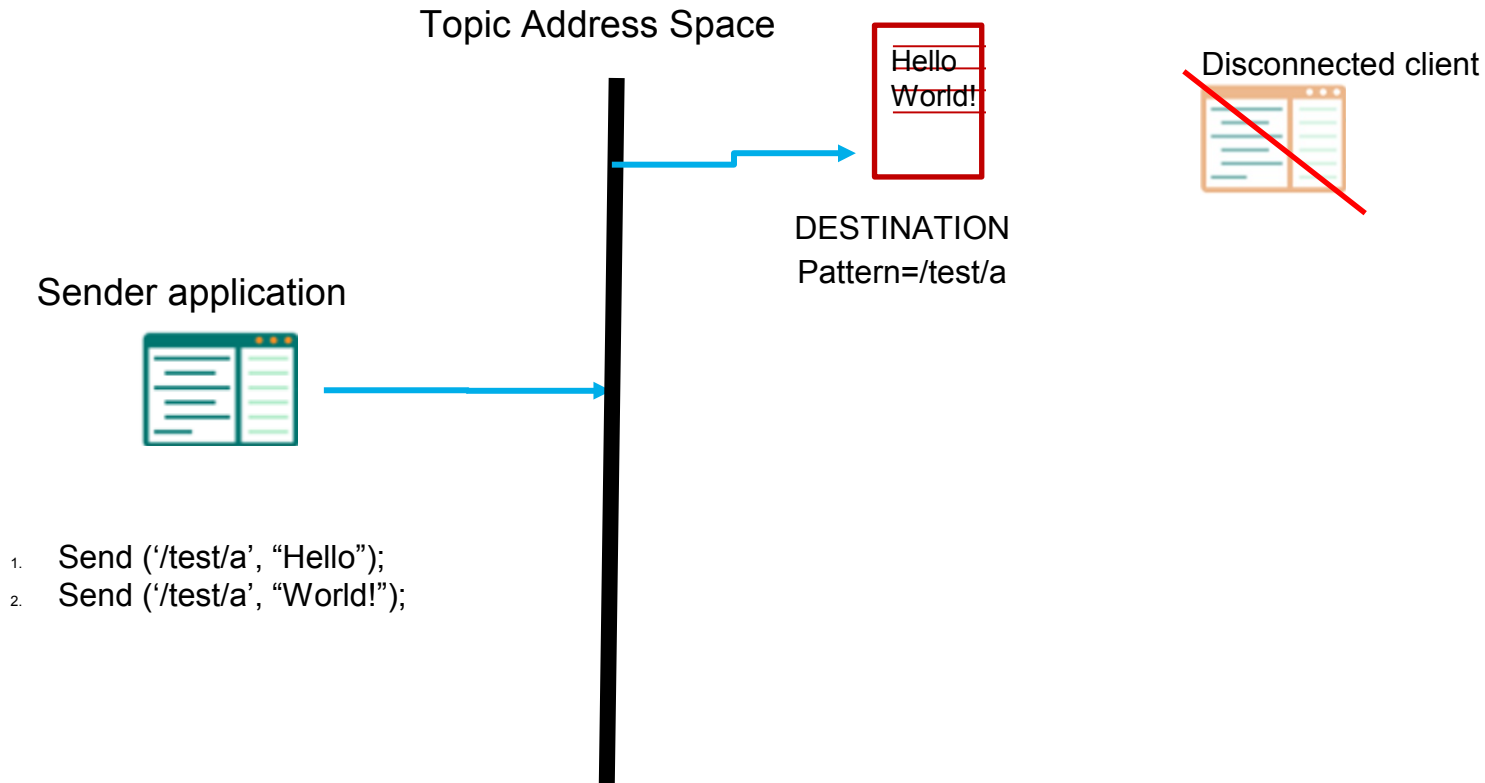 Topic Address Space
Hello
World!
Disconnected client
DESTINATION
Pattern=/test/a
Sender application
1. Send (‘/test/a’, “Hello”);
2. Send (‘/test/a’, “World!”);